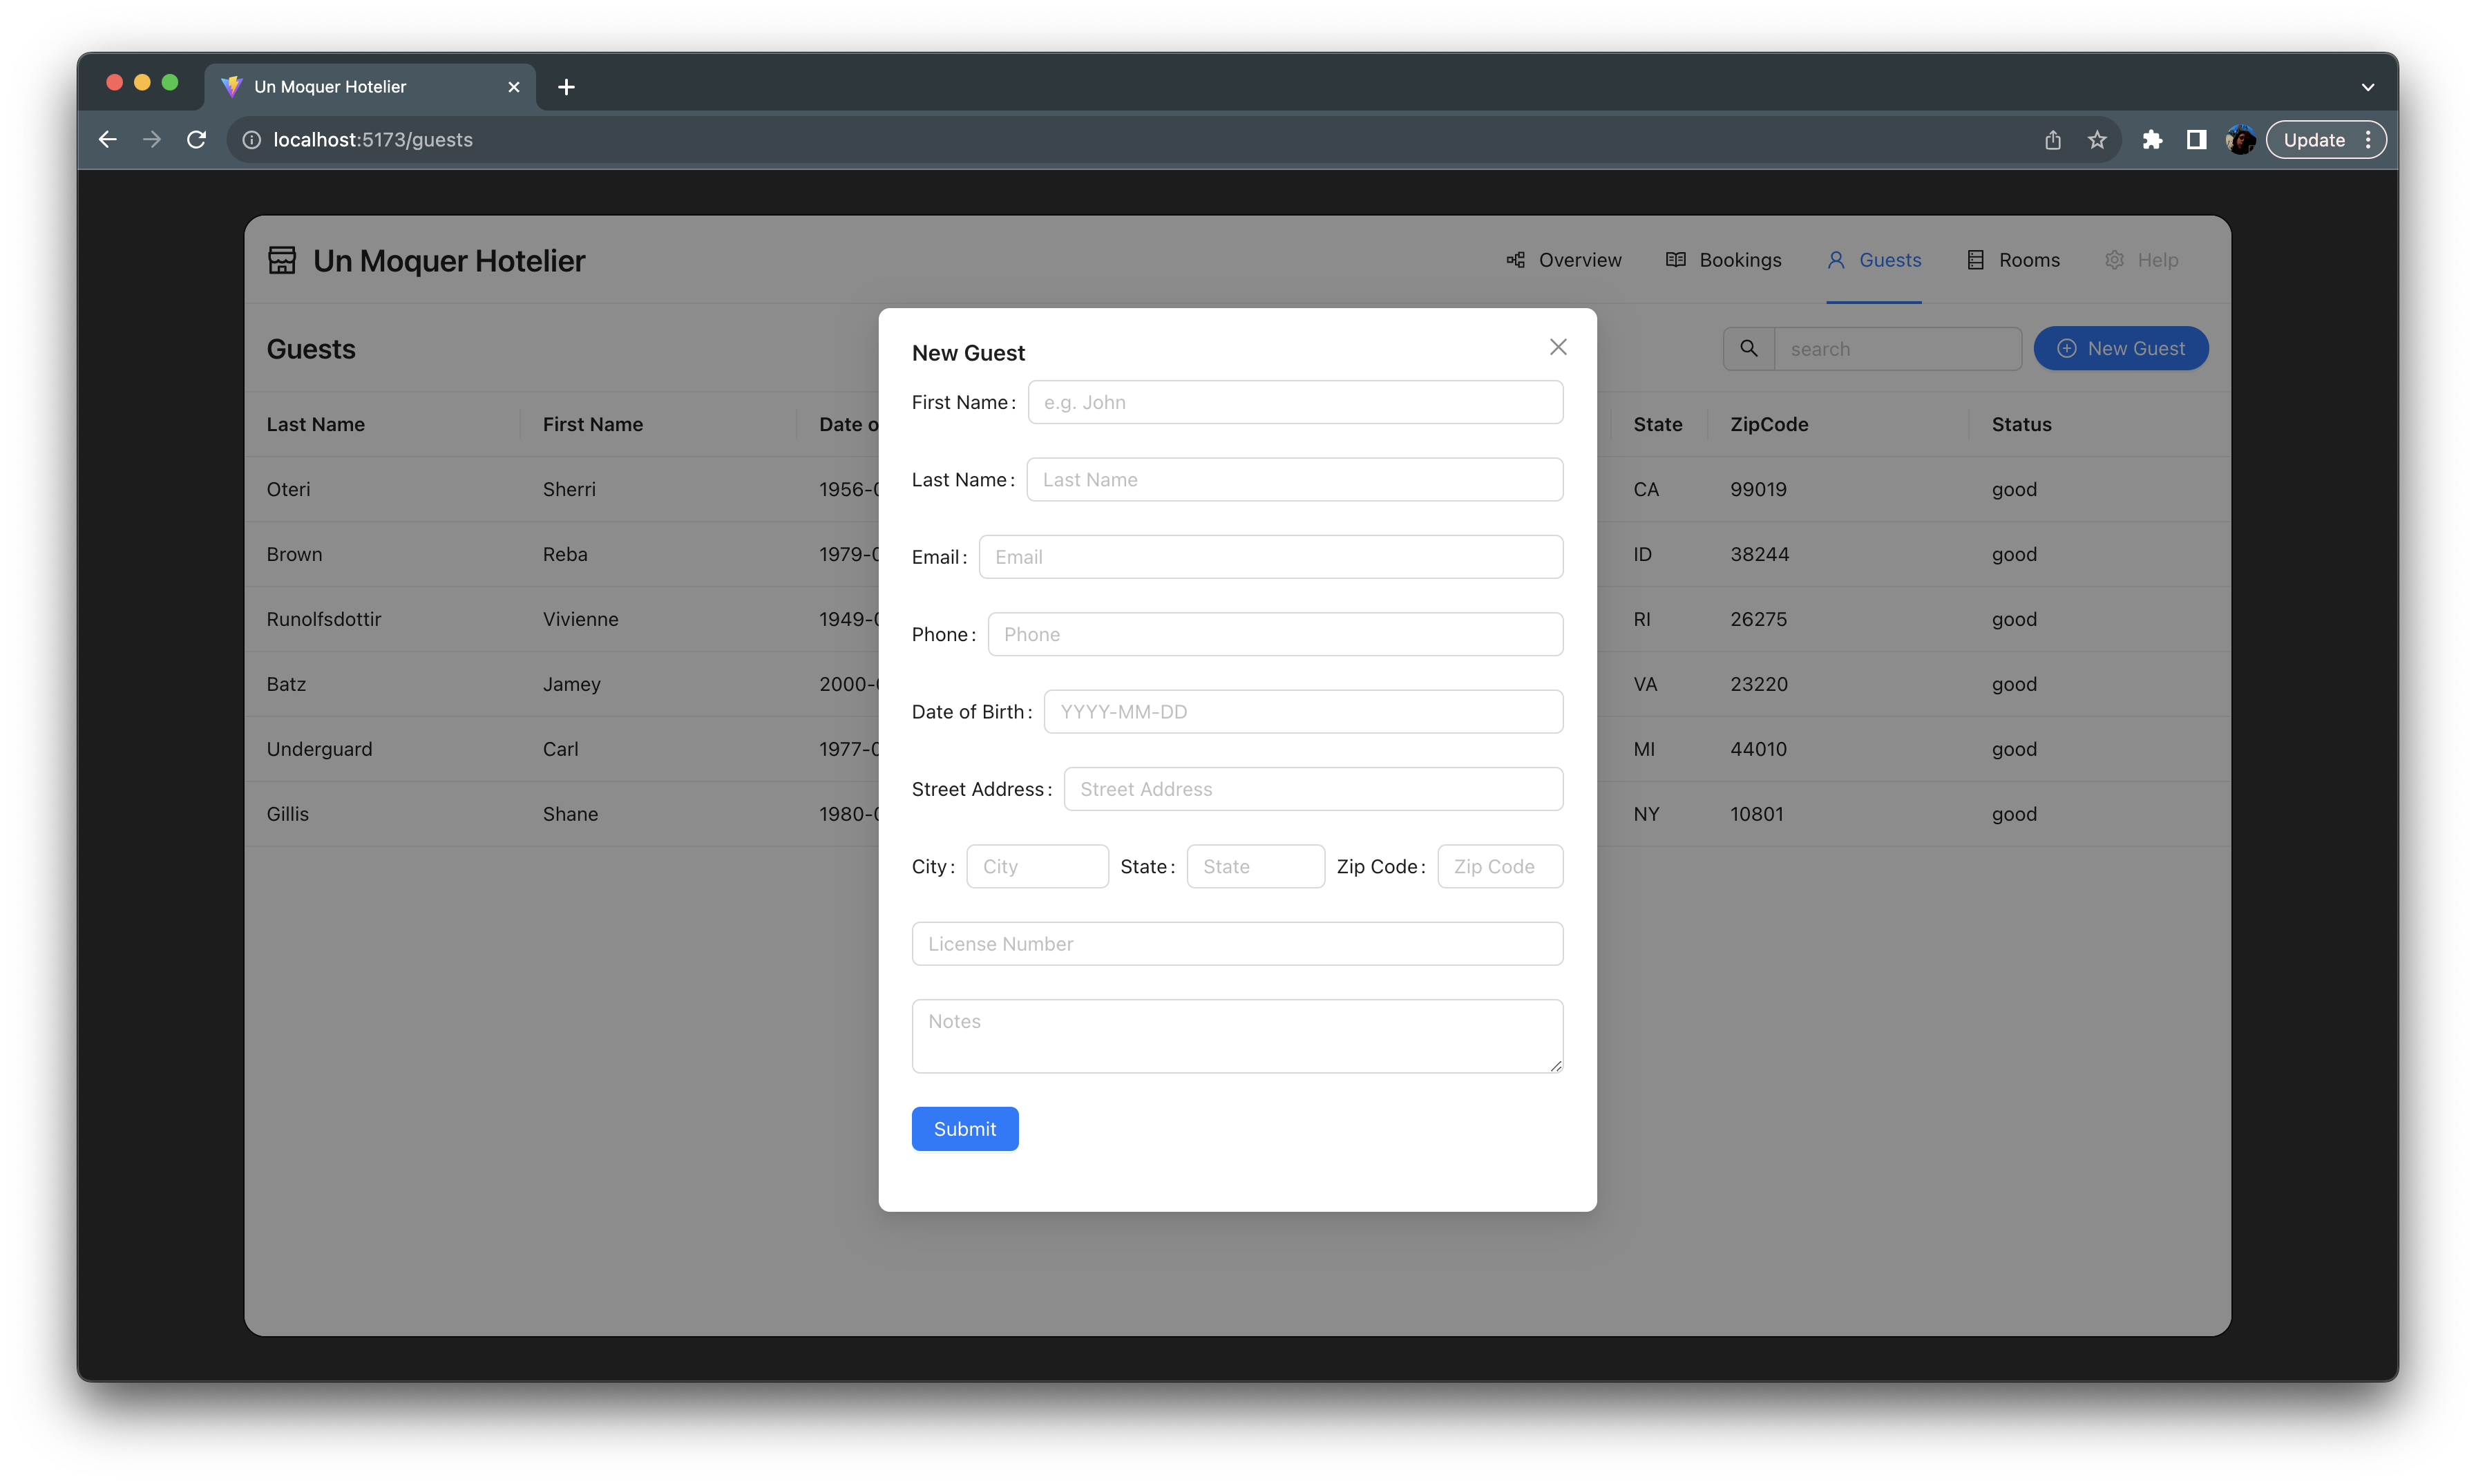 Un Moquer Hotelier
localhost:5173/guests
Update
Un Moquer Hotelier
Overview
Bookings
Guests
Rooms
Help
Guests
search
New Guest
Last Name First Name Date o State ZipCode Status
Oteri Sherri 1956-0 CA 99019 good
Brown Reba 1979-0 ID 38244 good
Runolfsdottir Vivienne 1949-0 RI 26275 good
Batz Jamey 2000- VA 23220 good
Underguard Carl 1977-0 MI 44010 good
Gillis Shane 1980-0 NY 10801 good
New Guest
First Name: e.g. John
Last Name: Last Name
Email: Email
Phone: Phone
Date of Birth: YYYY-MM-DD
Street Address: Street Address
City: City State: State Zip Code: Zip Code
License Number
Notes
Submit